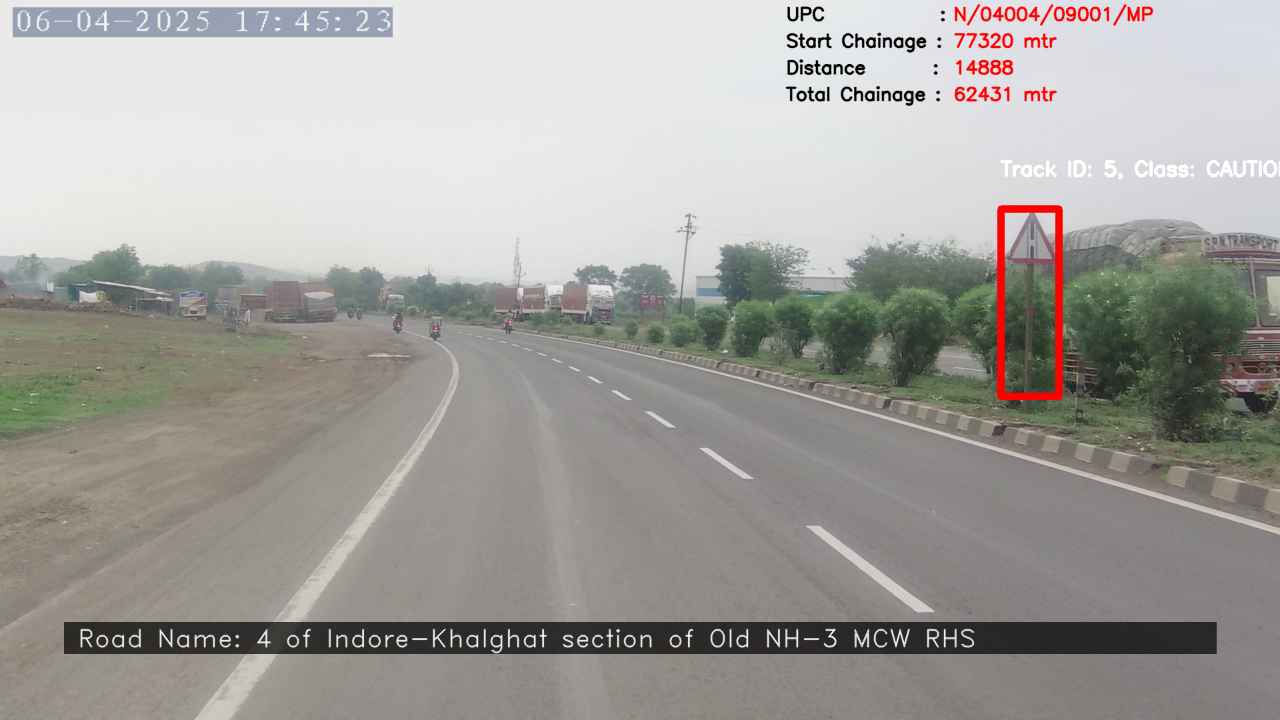 06-04-2025 17:45:23
UPC : N/04004/09001/MP
Start Chainage : 77320 mtr
Distance : 14888
Total Chainage : 62431 mtr
Track ID: 5, Class: CAUTIO
S.R.N.TRANSPORT
Road Name: 4 of Indore-Khalghat section of Old NH-3 MCW RHS